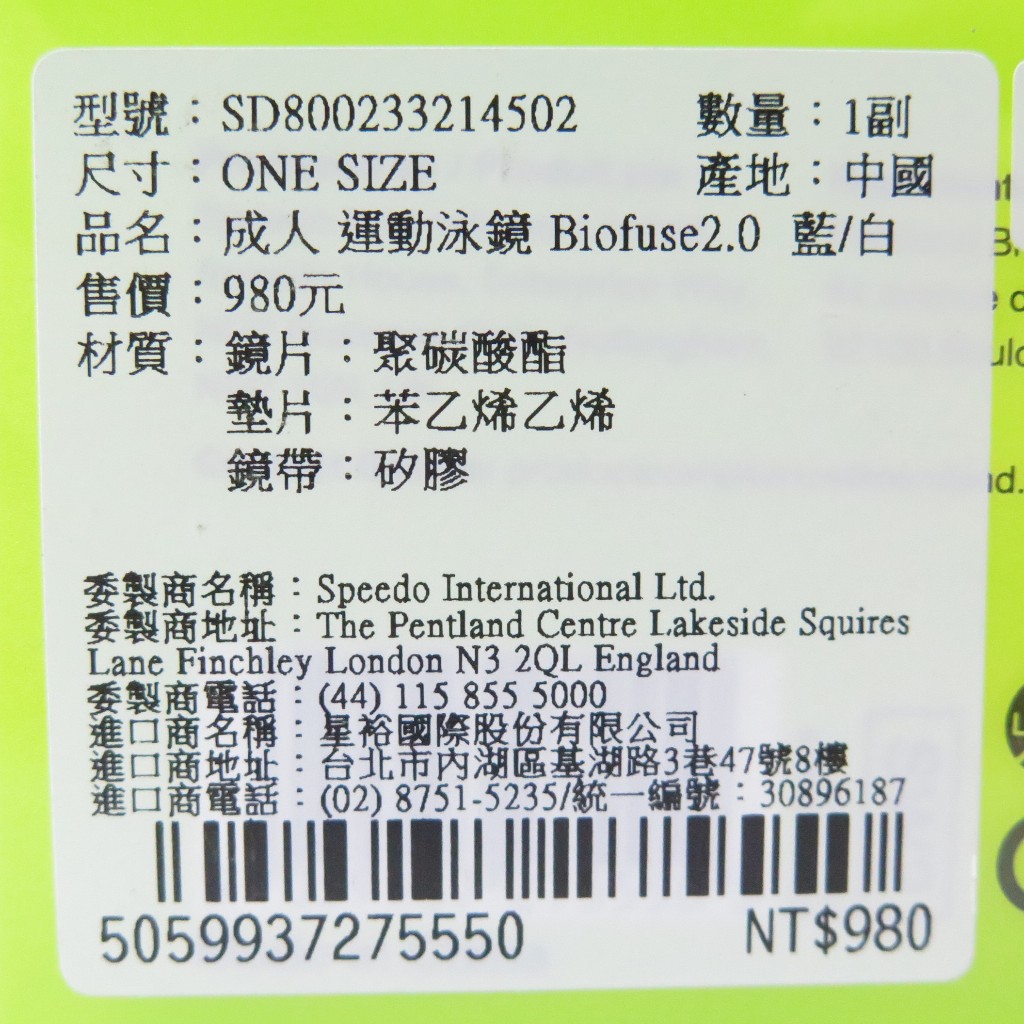 型號：SD800233214502 數量：1副
尺寸：ONE SIZE 產地：中國
品名：成人 運動泳鏡 Biofuse2.0 藍/白
售價：980元
材質：鏡片：聚碳酸酯
墊片：苯乙烯乙烯
鏡帶：矽膠
委製商名稱：Speedo International Ltd.
委製商地址：The Pentland Centre Lakeside Squires
Lane Finchley London N3 2QL England
委製商電話：(44) 115 855 5000
進口商名稱：星裕國際股份有限公司
進口商地址：台北市內湖區基湖路3巷47號8樓
進口商電話：(02) 8751-5235/統一編號：30896187
5059937275550 NT$980